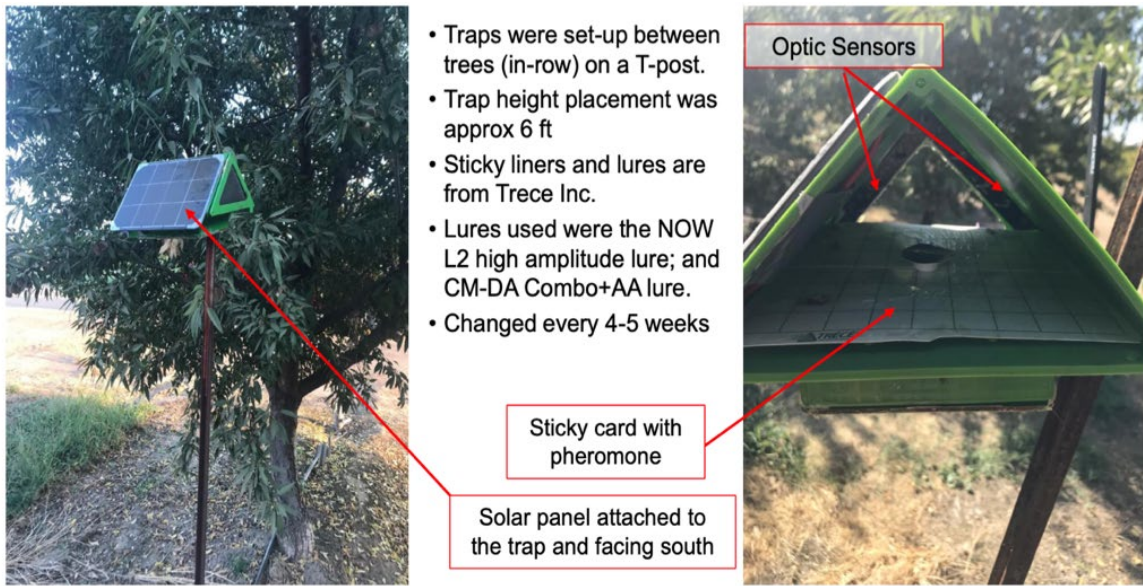 • Traps were set-up between
trees (in-row) on a T-post.
• Trap height placement was
approx 6 ft
• Sticky liners and lures are
from Trece Inc.
• Lures used were the NOW
L2 high amplitude lure; and
CM-DA Combo+AA lure.
• Changed every 4-5 weeks
Optic Sensors
TRECE
Sticky card with
pheromone
Solar panel attached to
the trap and facing south